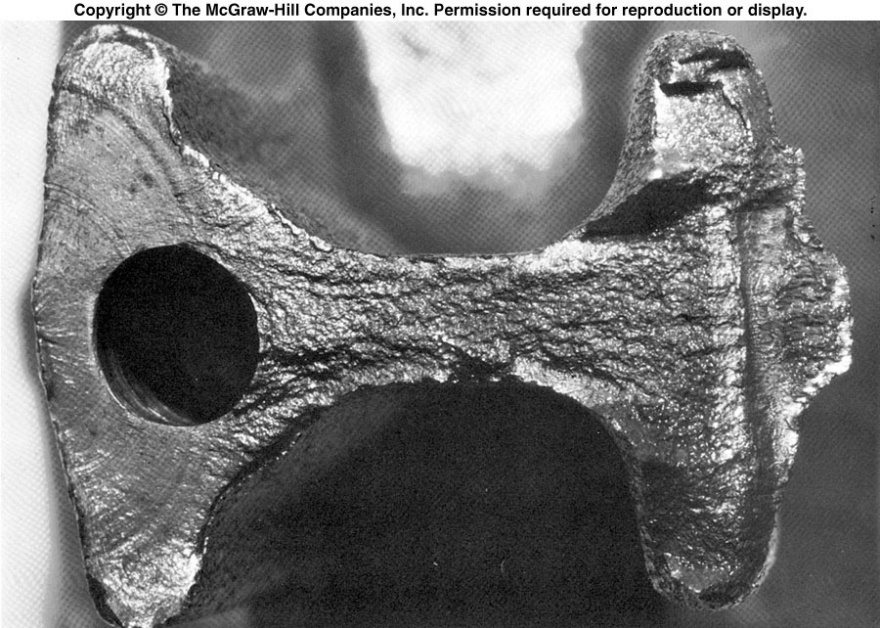 Copyright © The McGraw-Hill Companies, Inc. Permission required for reproduction or display.